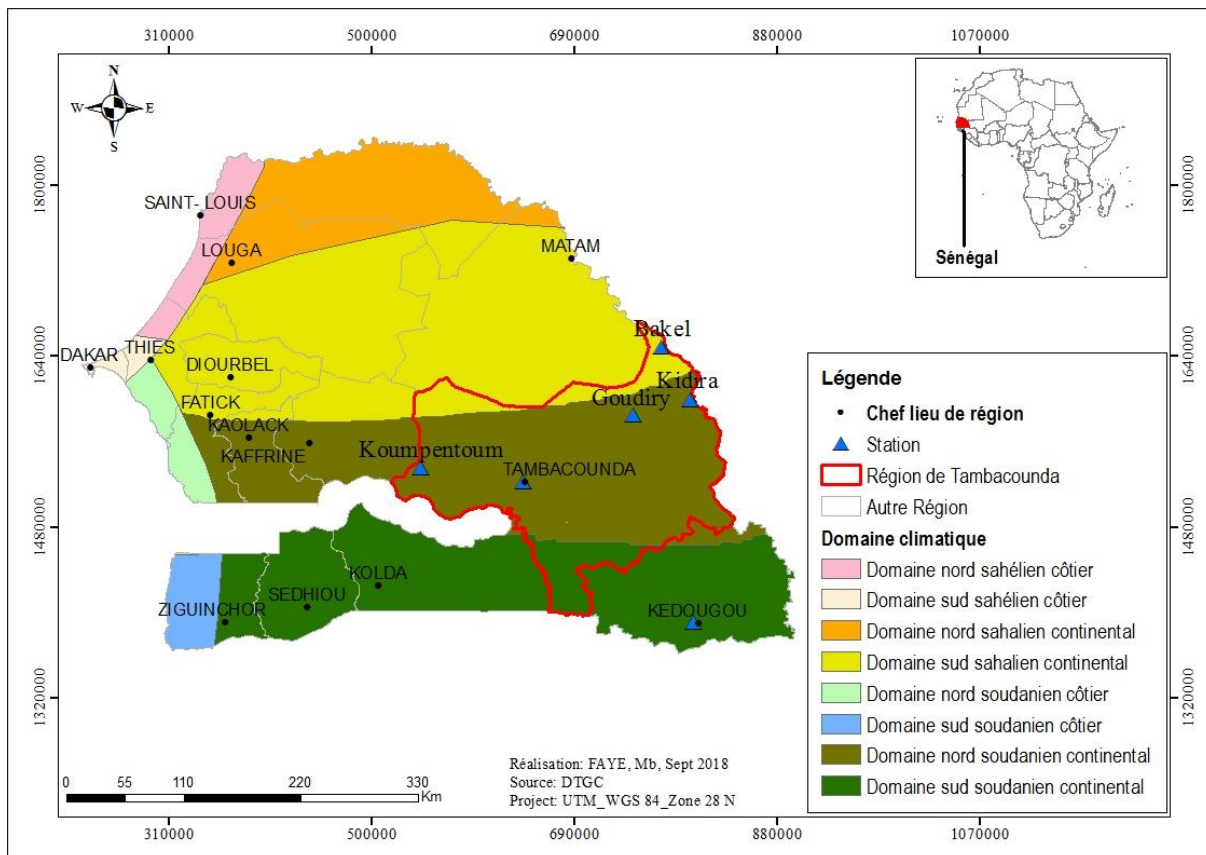 310000 500000 690000 880000 1070000
N
W E
S
Sénégal
1800000 1800000
1640000 1640000
1480000 1480000
1320000 1320000
SAINT- LOUIS
LOUGA
MATAM
Bakel
DAKAR
THIES
DIOURBEL
Kidira
FATICK
Goudiry
KAOLACK
KAFFRINE
Koumpentoum
TAMBACOUNDA
KOLDA
SEDHIOU
ZIGUINCHOR
KEDOUGOU
Légende
Chef lieu de région
Station
Région de Tambacounda
Autre Région
Domaine climatique
Domaine nord sahélien côtier
Domaine sud sahélien côtier
Domaine nord sahalien continental
Domaine sud sahalien continental
Domaine nord soudanien côtier
Domaine sud soudanien côtier
Domaine nord soudanien continental
Domaine sud soudanien continental
Réalisation: FAYE, Mb, Sept 2018
Source: DTGC
Project: UTM_WGS 84_Zone 28 N
0 55 110 220 330
Km
310000 500000 690000 880000 1070000